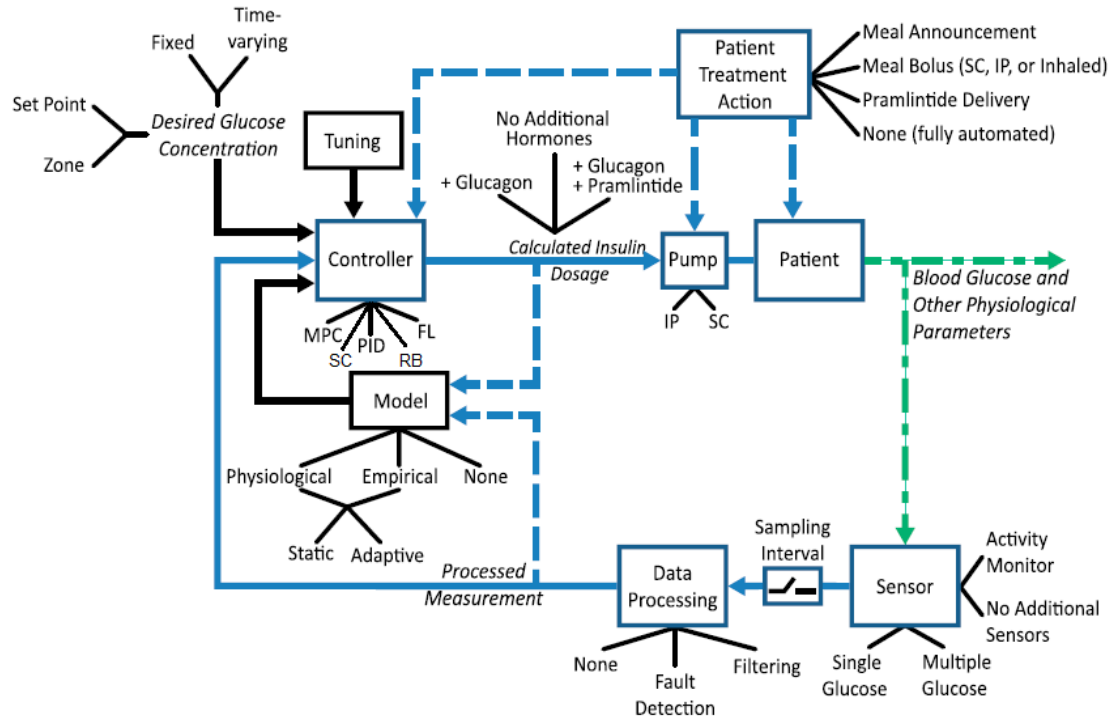 Time-
varying
Fixed
Set Point
Desired Glucose
Concentration
Zone
Tuning
No Additional
Hormones
+ Glucagon
+ Glucagon
+ Pramlintide
Patient
Treatment
Action
Meal Announcement
Meal Bolus (SC, IP, or Inhaled)
Pramlintide Delivery
None (fully automated)
Controller
Calculated Insulin
Dosage
Pump
Patient
Blood Glucose and
Other Physiological
Parameters
IP
SC
MPC
SC
PID
RB
FL
Model
Physiological
Empirical
None
Static
Adaptive
Processed
Measurement
Data
Processing
Sampling
Interval
Sensor
Activity
Monitor
No Additional
Sensors
None
Fault
Detection
Filtering
Single
Glucose
Multiple
Glucose